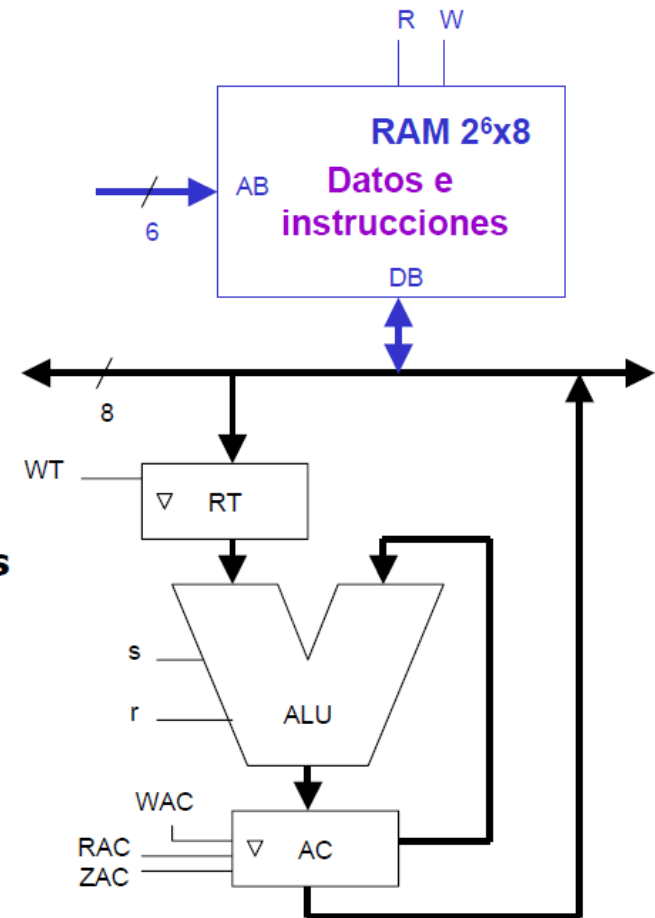 R W
RAM 2⁶x8
AB Datos e
instrucciones
6
DB
8
WT
RT
s
s
r
ALU
WAC
RAC
AC
ZAC